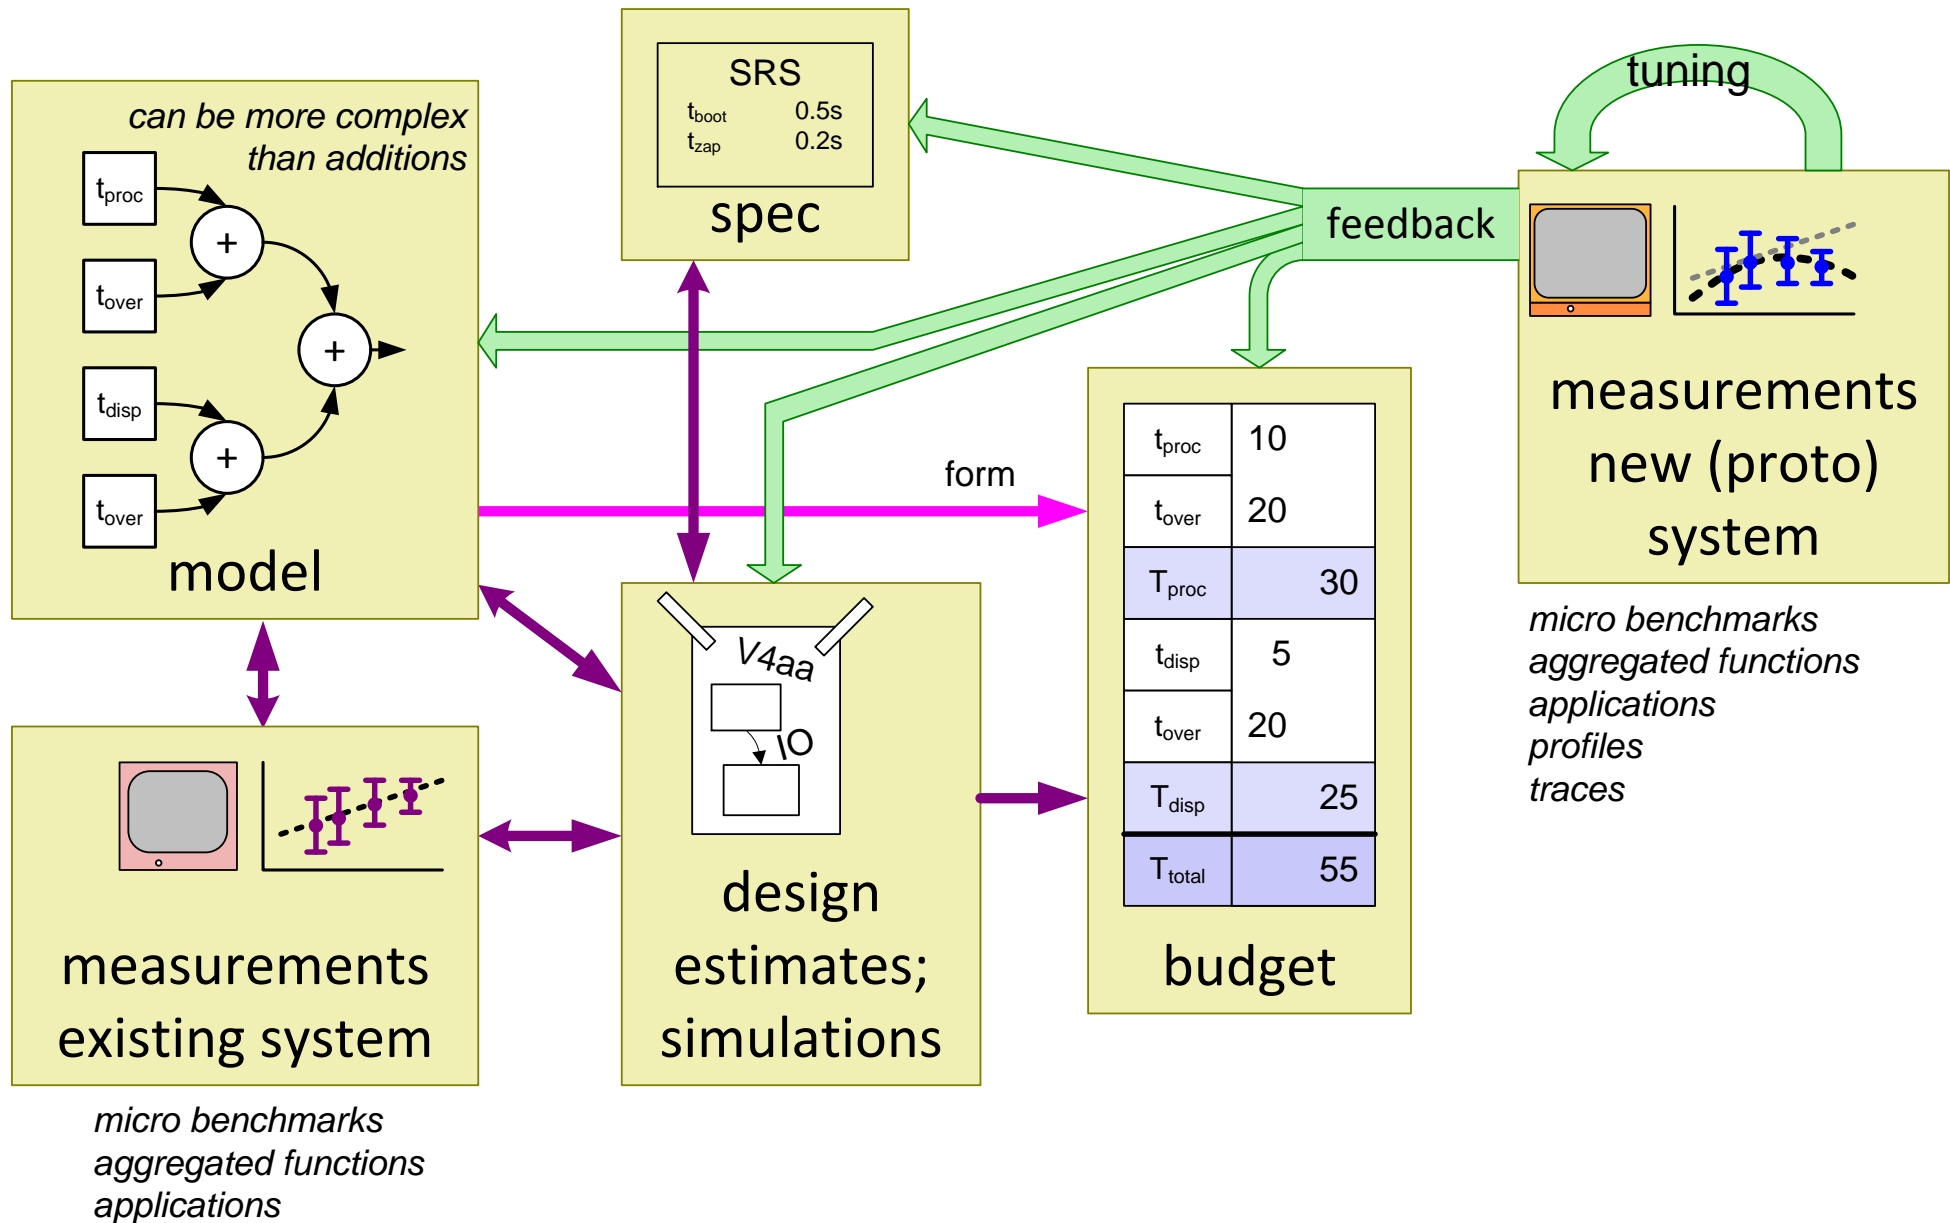 can be more complex
than additions
tproc
+
tover
+
tdisp
+
tover
model
SRS
tboot 0.5s
tzap 0.2s
spec
tuning
feedback
measurements
new (proto)
system
micro benchmarks
aggregated functions
applications
profiles
traces
form
tproc 10
tover 20
Tproc 30
tdisp 5
tover 20
Tdisp 25
Ttotal 55
budget
V4aa
IO
design
estimates;
simulations
measurements
existing system
micro benchmarks
aggregated functions
applications